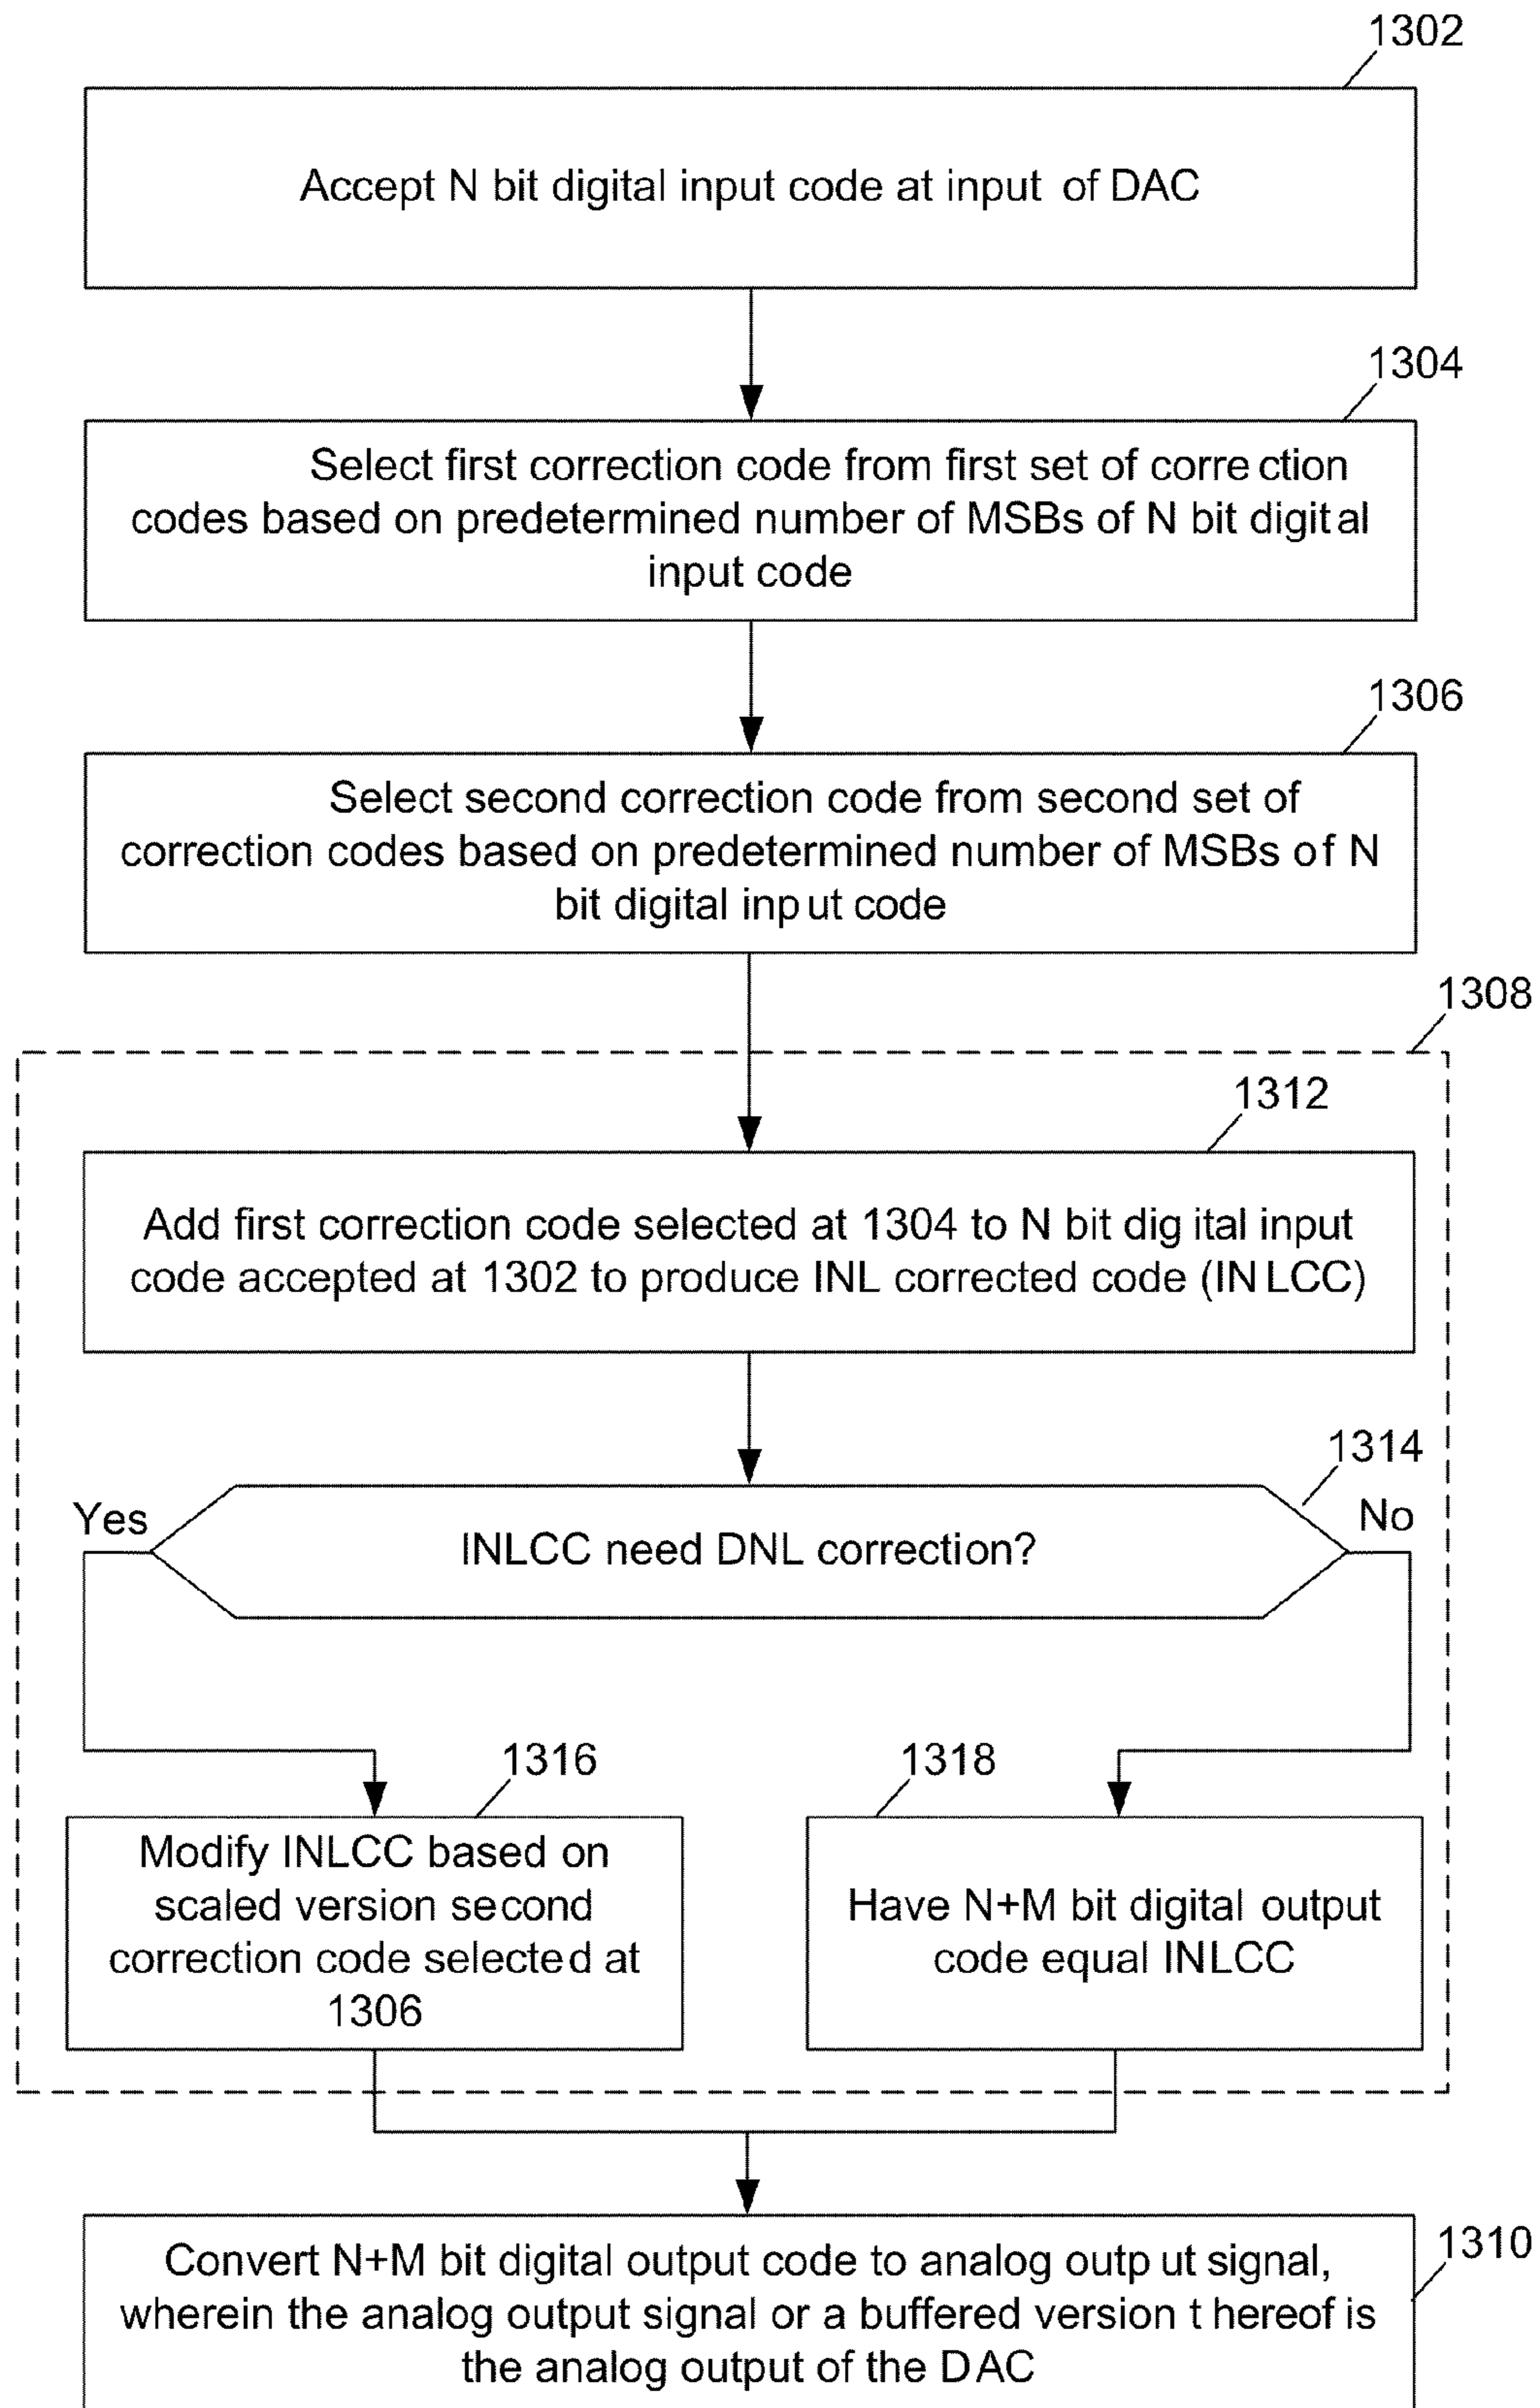 1302
Accept N bit digital input code at input of DAC
1304
Select first correction code from first set of correction
codes based on predetermined number of MSBs of N bit digital
input code
1306
Select second correction code from second set of
correction codes based on predetermined number of MSBs of N
bit digital input code
1308
1312
Add first correction code selected at 1304 to N bit digital input
code accepted at 1302 to produce INL corrected code (INLCC)
1314
Yes
INLCC need DNL correction?
No
1316
1318
Modify INLCC based on
scaled version second
correction code selected at
1306
Have N+M bit digital output
code equal INLCC
1310
Convert N+M bit digital output code to analog output signal,
wherein the analog output signal or a buffered version thereof is
the analog output of the DAC